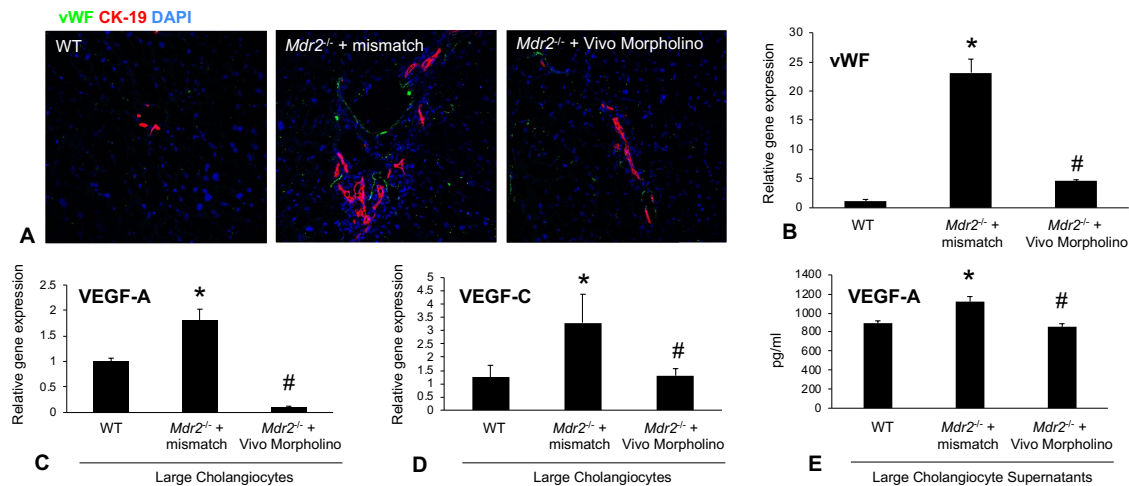 vWF CK-19 DAPI
WT
Mdr2-/- + mismatch
Mdr2-/- + Vivo Morpholino
A
vWF
Relative gene expression
30
25
20
15
10
5
0
*
#
WT
Mdr2-/- +
mismatch
Mdr2-/- +
Vivo Morpholino
B
VEGF-A
Relative gene expression
2.5
2
1.5
1
0.5
0
*
#
WT
Mdr2-/- +
mismatch
Mdr2-/- +
Vivo Morpholino
C
Large Cholangiocytes
VEGF-C
Relative gene expression
5
4.5
4
3.5
3
2.5
2
1.5
1
0.5
0
*
#
WT
Mdr2-/- +
mismatch
Mdr2-/- +
Vivo Morpholino
D
Large Cholangiocytes
VEGF-A
pg/ml
1400
1200
1000
800
600
400
200
0
*
#
WT
Mdr2-/- +
mismatch
Mdr2-/- +
Vivo Morpholino
E
Large Cholangiocyte Supernatants